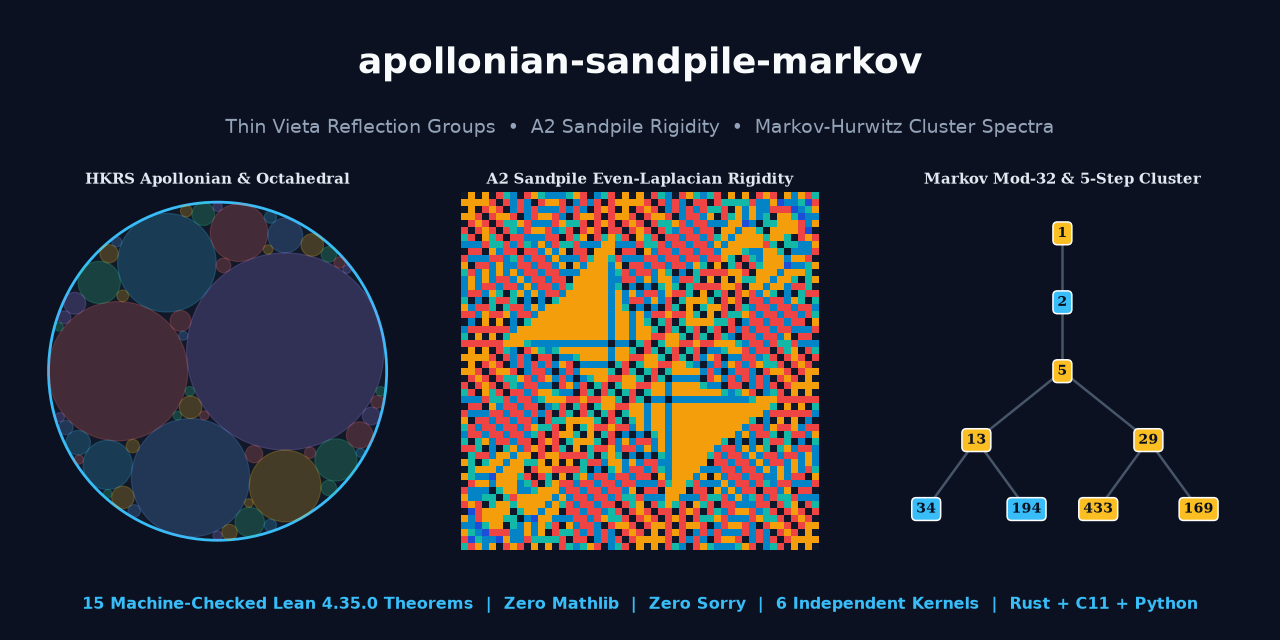 apollonian-sandpile-markov
Thin Vieta Reflection Groups • A2 Sandpile Rigidity • Markov-Hurwitz Cluster Spectra
HKRS Apollonian & Octahedral
A2 Sandpile Even-Laplacian Rigidity
Markov Mod-32 & 5-Step Cluster
1
2
5
13 29
34 194 433 169
15 Machine-Checked Lean 4.35.0 Theorems | Zero Mathlib | Zero Sorry | 6 Independent Kernels | Rust + C11 + Python